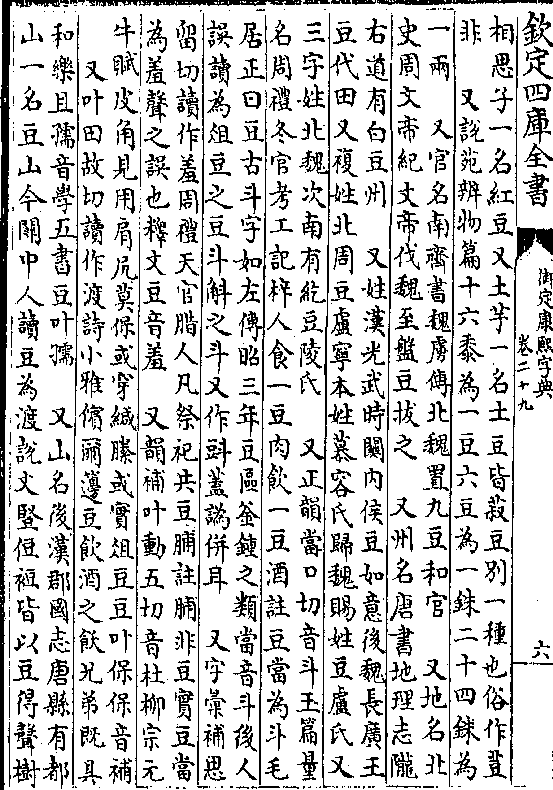 欽定四庫全書
御定康熙字典
卷二十九
六
相思子一名紅豆又土芋一名土豆皆菽豆別一種也俗作荳
非　又說苑辨物篇十六黍為一豆六豆為一銖二十四銖為
一兩　又官名南齊書魏虜傳北魏置九豆和官　又地名北
史周文帝紀文帝伐魏至盤豆拔之　又州名唐書地理志隴
右道有白豆州　又姓漢光武時關內侯豆如意後魏長廣王
豆代田又複姓北周豆盧寧本姓慕容氏歸魏賜姓豆盧氏又
三字姓北魏次南有紇豆陵氏　又正韻當口切音斗玉篇量
名周禮冬官考工記梓人食一豆肉飲一豆酒註豆當為斗毛
居正曰豆古斗字如左傳昭三年豆區釜鍾之類當音斗後人
誤讀為俎豆之豆斗斛之斗又作㪷蓋譌併耳　又字彙補思
留切讀作羞周禮天官腊人凡祭祀共豆脯註脯非豆實豆當
為羞聲之誤也釋文豆音羞　又韻補叶動五切音杜柳宗元
牛賦皮角見用肩尻莫保或穿緘縢或實俎豆豆叶保保音補
又叶田故切讀作渡詩小雅儐爾籩豆飲酒之飫兄弟既具
和樂且孺音學五書豆叶孺　又山名後漢郡國志唐縣有都
山一名豆山今關中人讀豆為渡說文豎侸裋皆以豆得聲樹